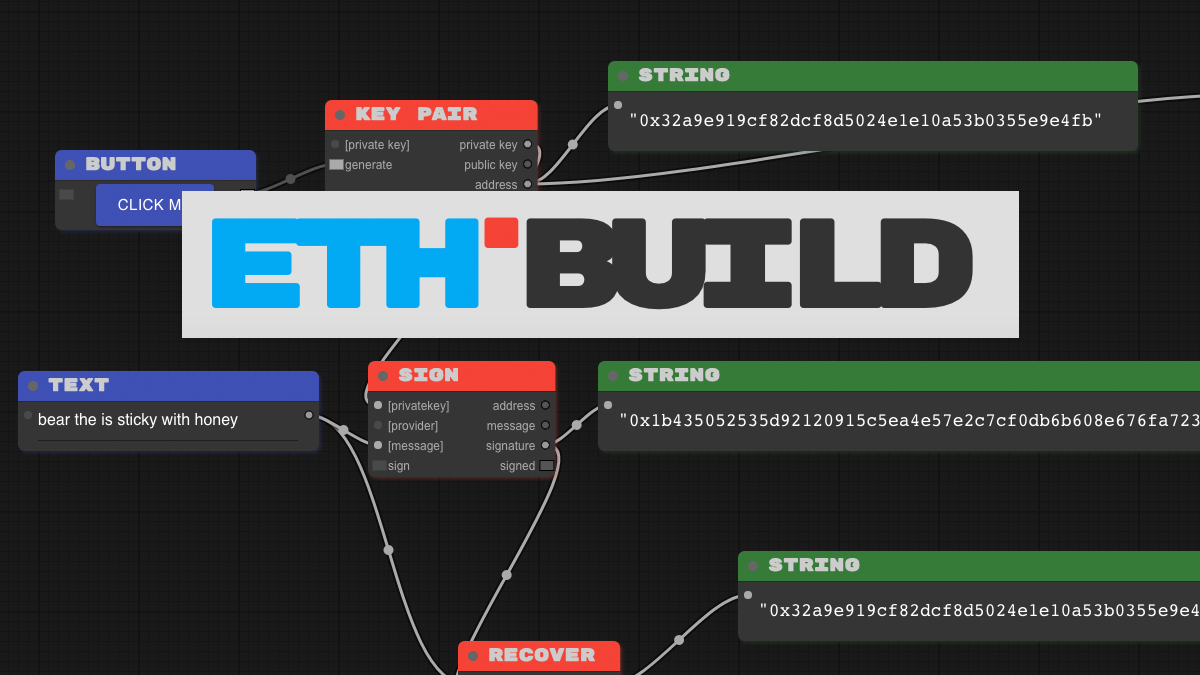 STRING
"0x32a9e919cf82dcf8d5024e1e10a53b0355e9e4fb"
KEY PAIR
[private key] private key
generate public key
address
BUTTON
CLICK M
ETH BUILD
SIGN
[privatekey] address
[provider] message
[message] signature
sign signed
STRING
"0x1b435052535d92120915c5ea4e57e2c7cf0db6b608e676fa723
TEXT
bear the is sticky with honey
STRING
"0x32a9e919cf82dcf8d5024e1e10a53b0355e9e4
RECOVER